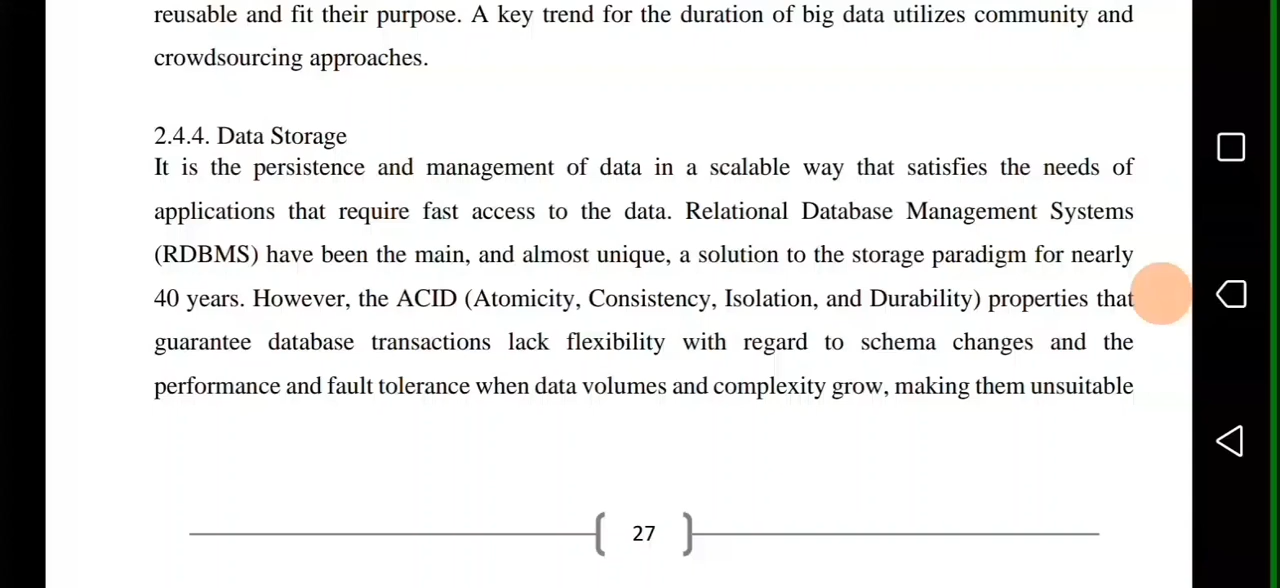 reusable and fit their purpose. A key trend for the duration of big data utilizes community and
crowdsourcing approaches.
2.4.4. Data Storage
It is the persistence and management of data in a scalable way that satisfies the needs of
applications that require fast access to the data. Relational Database Management Systems
(RDBMS) have been the main, and almost unique, a solution to the storage paradigm for nearly
40 years. However, the ACID (Atomicity, Consistency, Isolation, and Durability) properties that
guarantee database transactions lack flexibility with regard to schema changes and the
performance and fault tolerance when data volumes and complexity grow, making them unsuitable
27